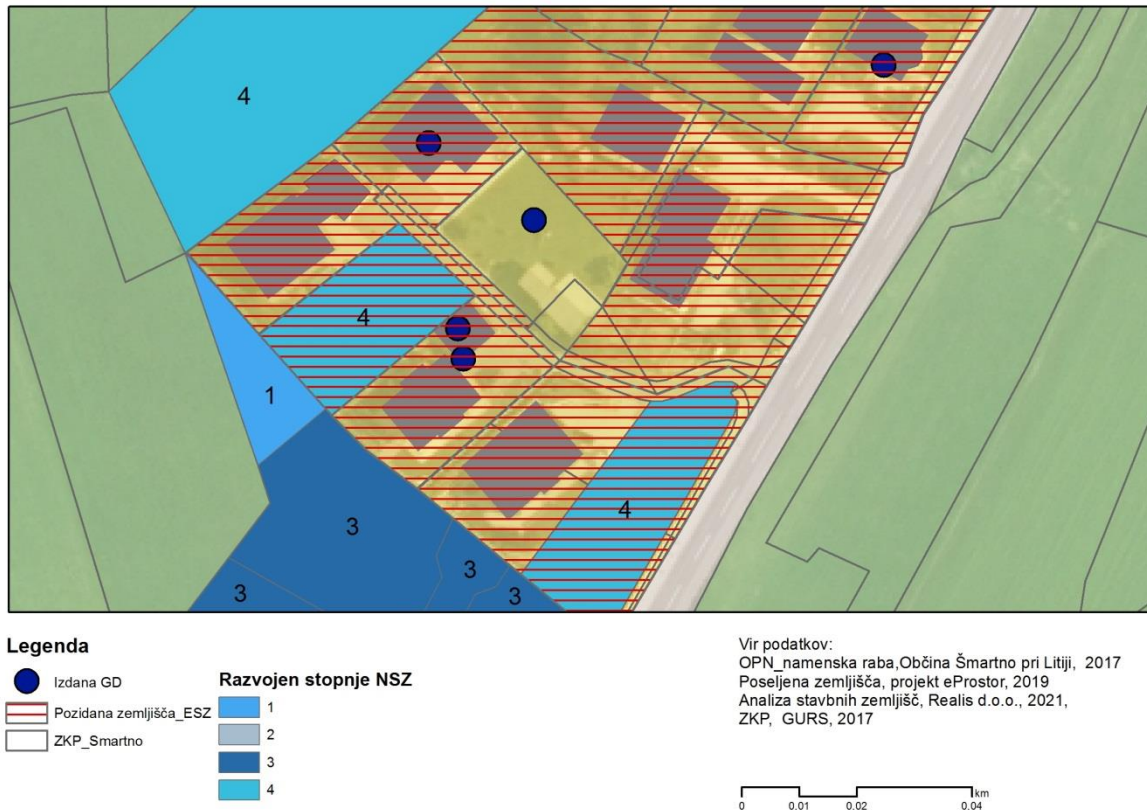 4
4
1
3
3
3
3
4
Legenda
Izdana GD
Pozidana zemljišča_ESZ
ZKP_Smartno
Razvojen stopnje NSZ
1
2
3
4
Vir podatkov:
OPN_namenska raba,Občina Šmartno pri Litiji, 2017
Poseljena zemljišča, projekt eProstor, 2019
Analiza stavbnih zemljišč, Realis d.o.o., 2021,
ZKP, GURS, 2017
km
0 0.01 0.02 0.04